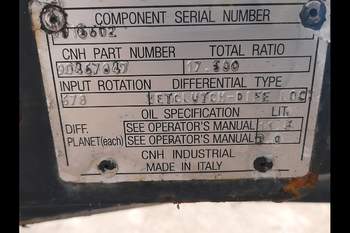 COMPONENT SERIAL NUMBER
CNH PART NUMBER TOTAL RATIO
INPUT ROTATION DIFFERENTIAL TYPE
OIL SPECIFICATION LIT.
DIFF. SEE OPERATOR'S MANUAL
PLANET(each) SEE OPERATOR'S MANUAL
CNH INDUSTRIAL
MADE IN ITALY